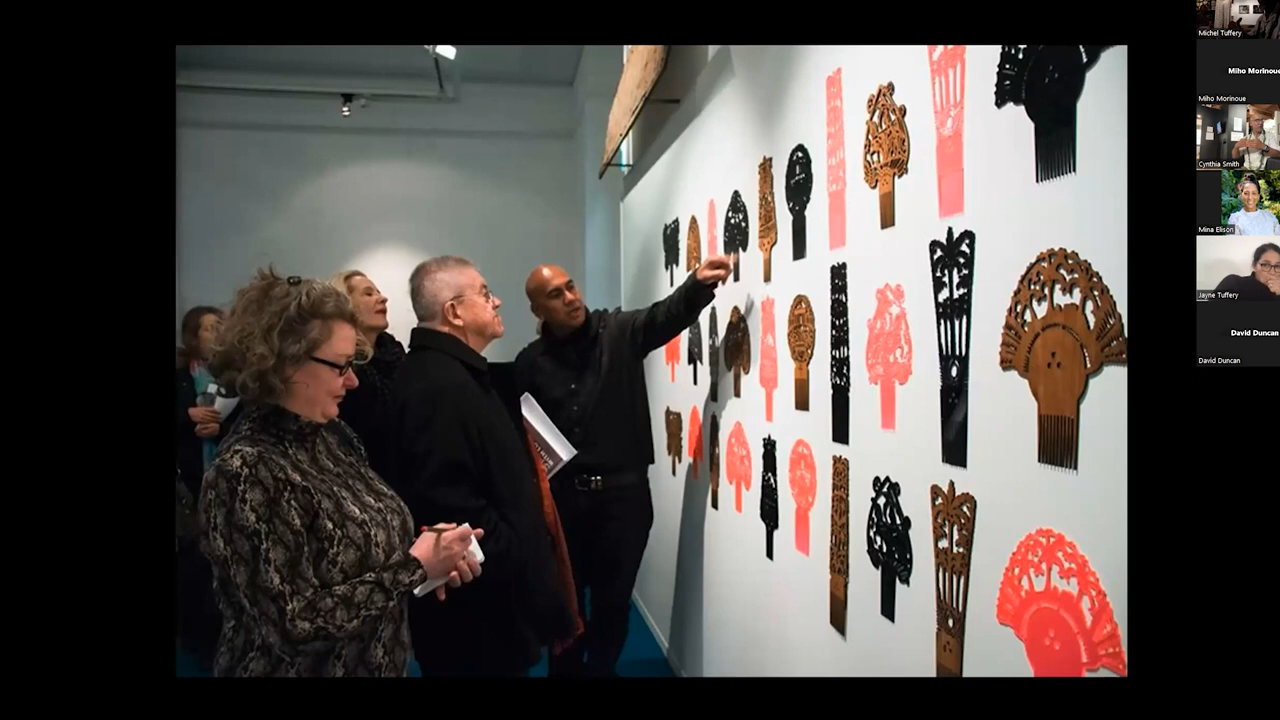 Michel Tuffery
Miho Morinoue
Miho Morinoue
Cynthia Smith
Mina Elison
Jayne Tuffery
David Duncan
David Duncan